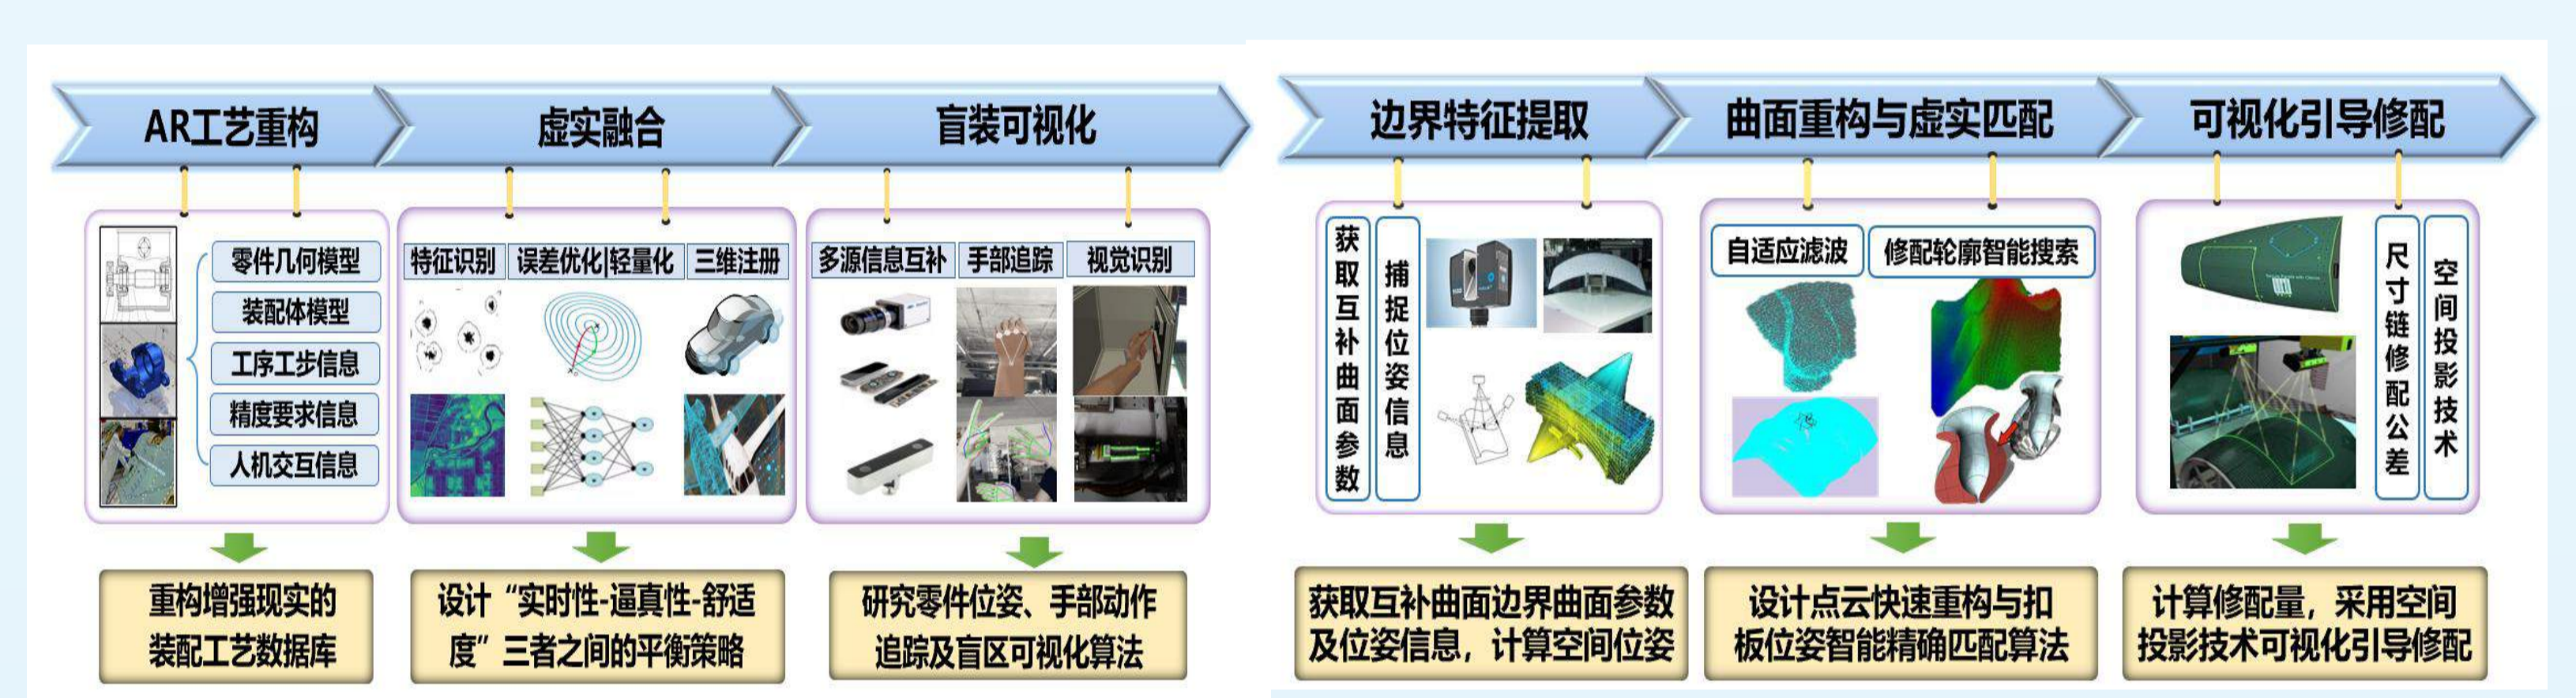 AR工艺重构
虚实融合
盲装可视化
零件几何模型
装配体模型
工序工步信息
精度要求信息
人机交互信息
特征识别
误差优化|轻量化
三维注册
多源信息互补
手部追踪
视觉识别
重构增强现实的
装配工艺数据库
设计“实时性-逼真性-舒适
度”三者之间的平衡策略
研究零件位姿、手部动作
追踪及盲区可视化算法
边界特征提取
曲面重构与虚实匹配
可视化引导修配
获取互补曲面参数
捕捉位姿信息
自适应滤波
修配轮廓智能搜索
尺寸链修配公差
空间投影技术
获取互补曲面边界曲面参数
及位姿信息，计算空间位姿
设计点云快速重构与扣
板位姿智能精确匹配算法
计算修配量，采用空间
投影技术可视化引导修配